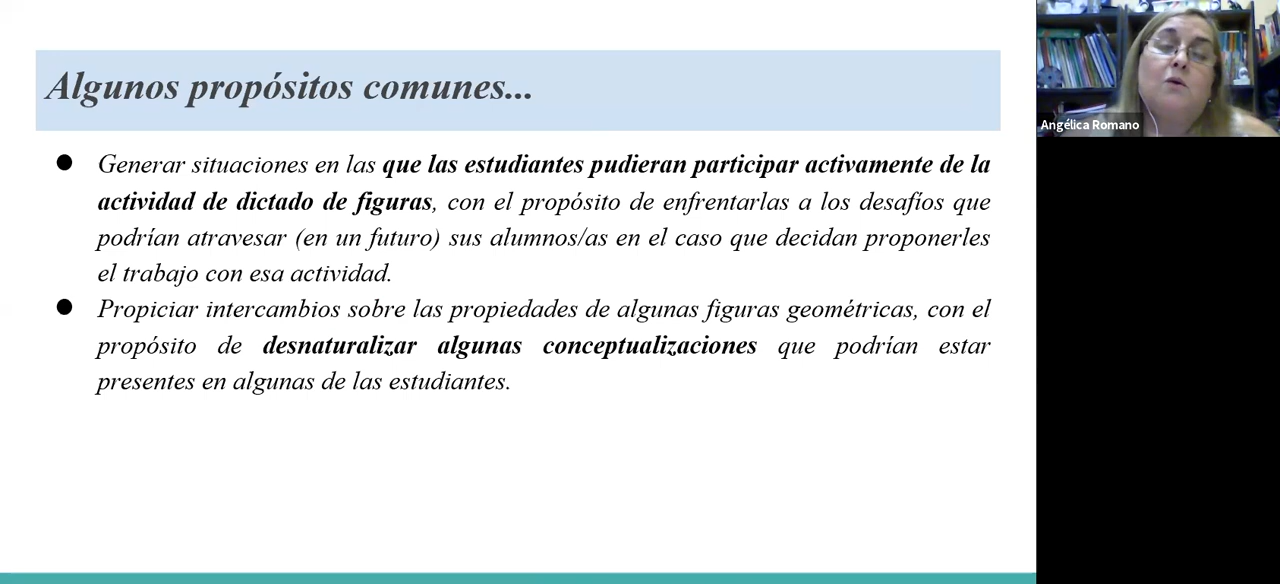 Algunos propósitos comunes...
Generar situaciones en las que las estudiantes pudieran participar activamente de la
actividad de dictado de figuras, con el propósito de enfrentarlas a los desafíos que
podrían atravesar (en un futuro) sus alumnos/as en el caso que decidan proponerles
el trabajo con esa actividad.
Propiciar intercambios sobre las propiedades de algunas figuras geométricas, con el
propósito de desnaturalizar algunas conceptualizaciones que podrían estar
presentes en algunas de las estudiantes.
Angélica Romano